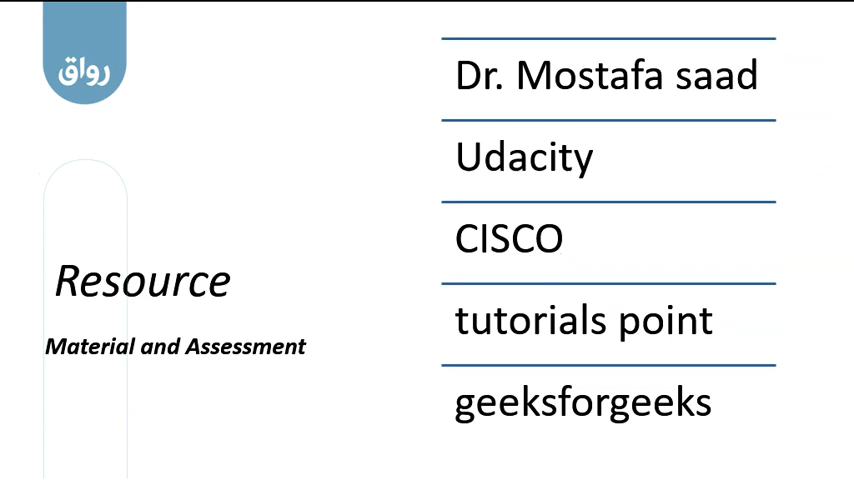 رواق
Resource
Material and Assessment
Dr. Mostafa saad
Udacity
CISCO
tutorials point
geeksforgeeks